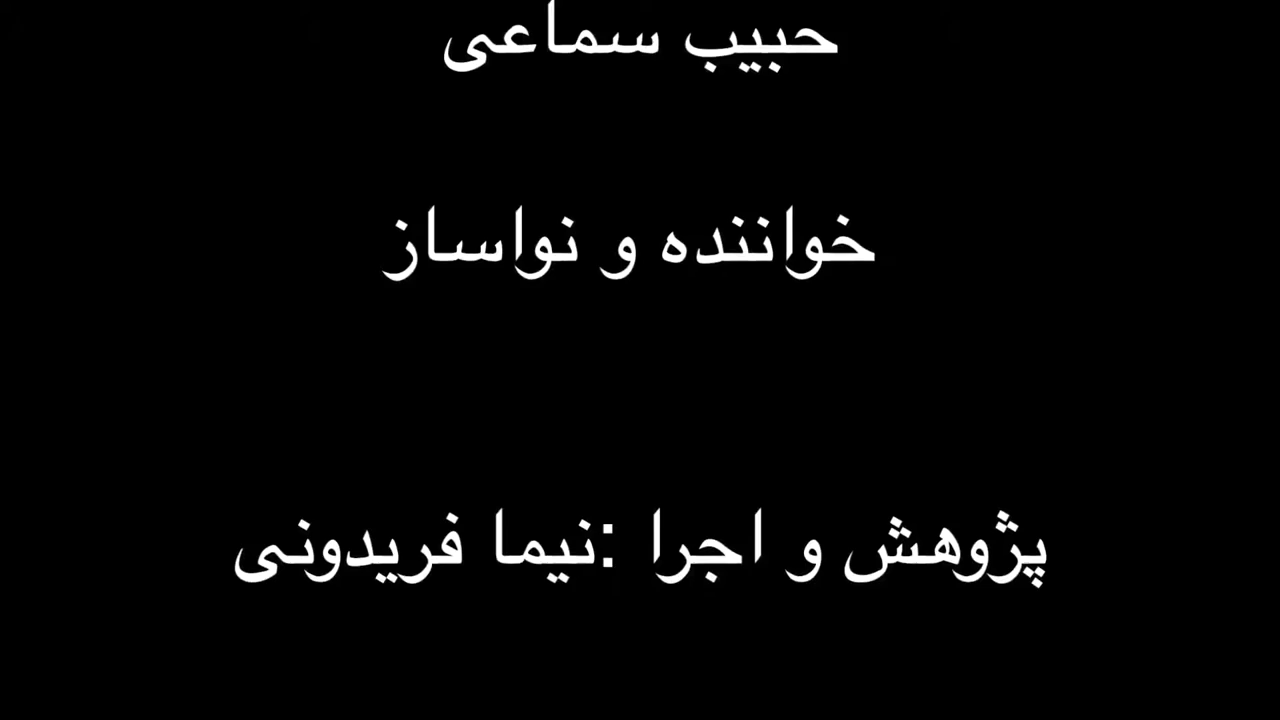 حبیب سماعی
خواننده و نواساز
پژوهش و اجرا :نیما فریدونی